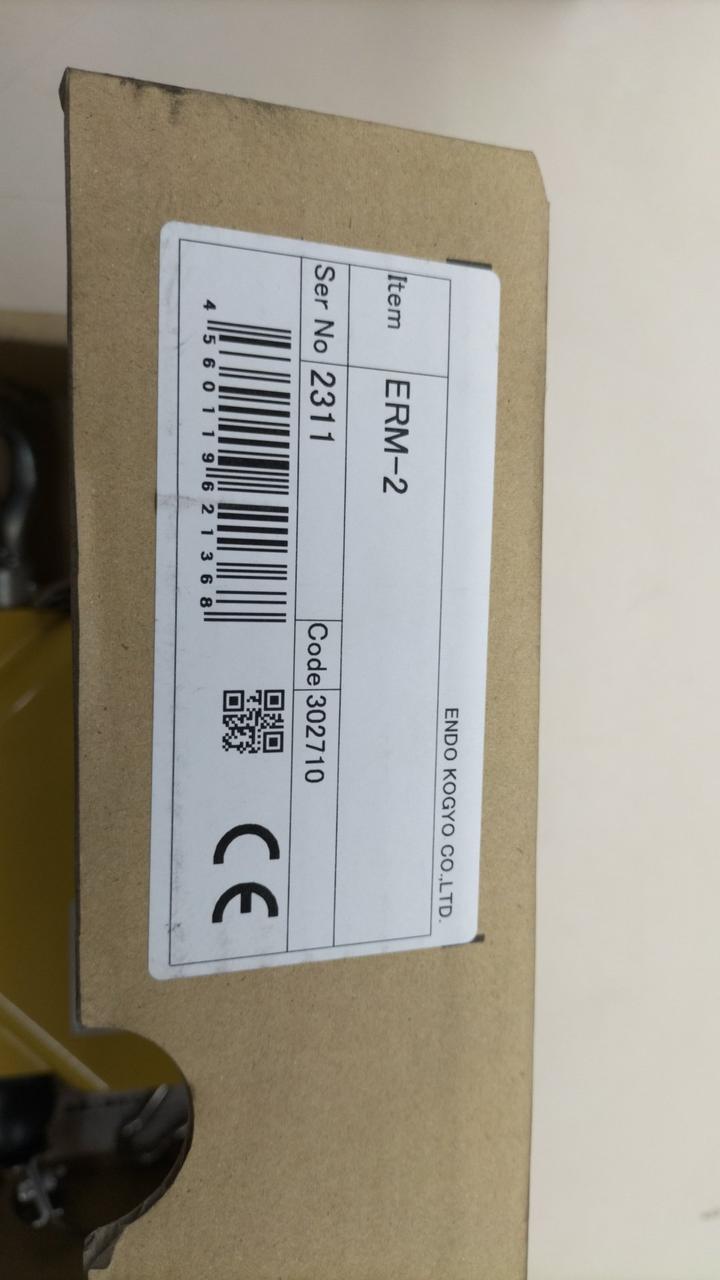 ENDO KOGYO CO.,LTD.
Item ERM-2
Ser No 2311 Code 302710
4 560119 621368
CE